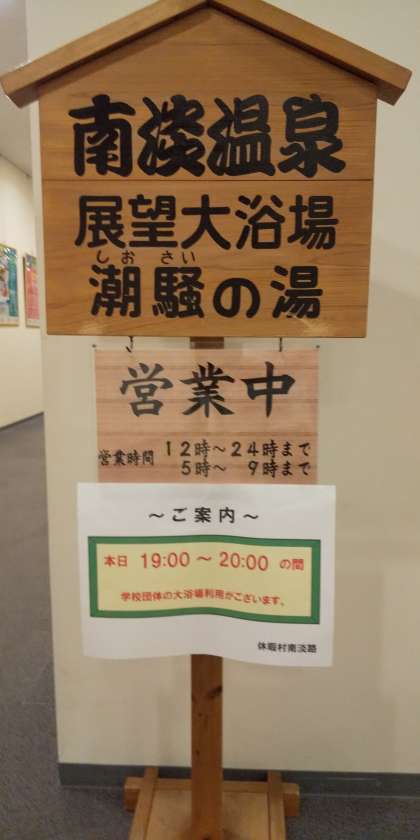 南淡温泉
展望大浴場
しおさい
潮騒の湯
営業中
営業時間 12時～24時まで
5時～ 9時まで
～ご案内～
本日 19:00 ～ 20:00 の間
学校団体の大浴場利用がございます。
休暇村南淡路